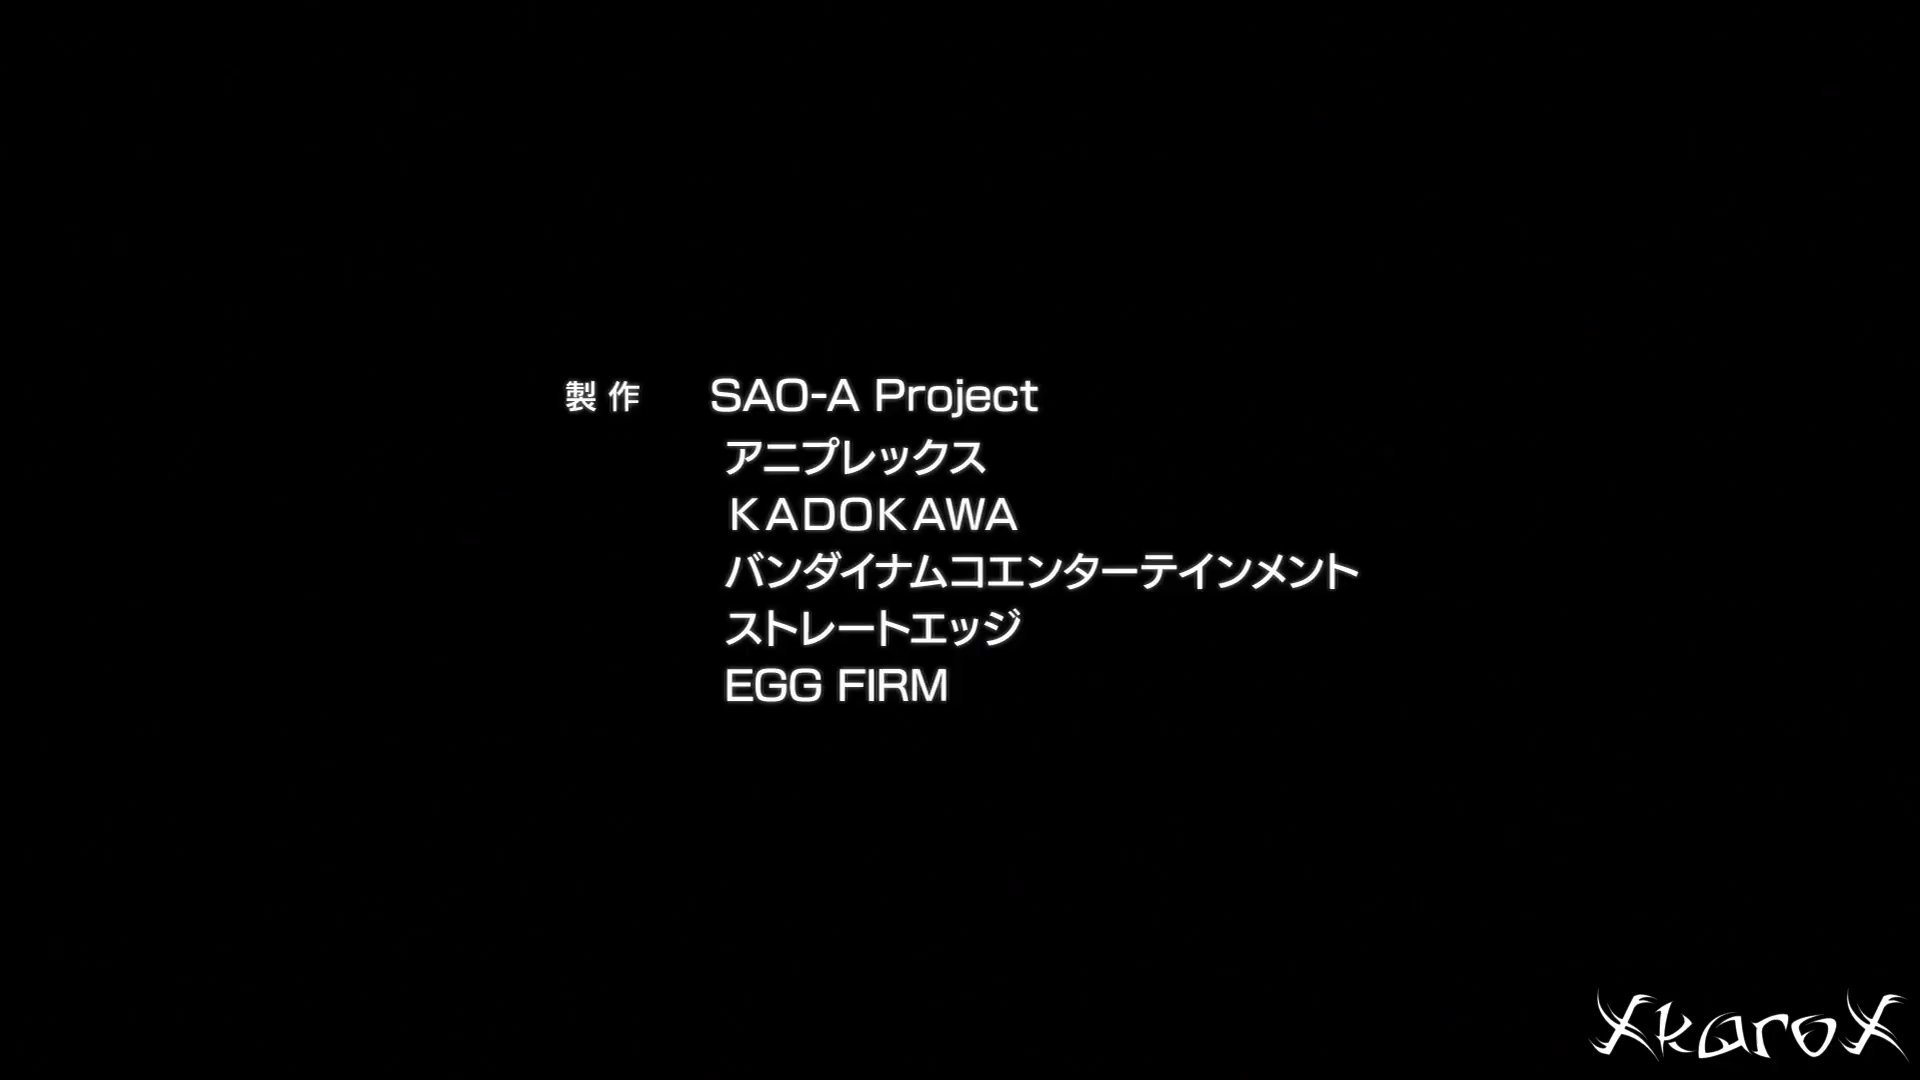 製作 SAO-A Project
アニプレックス
KADOKAWA
バンダイナムコエンターテインメント
ストレートエッジ
EGG FIRM
XkaroX